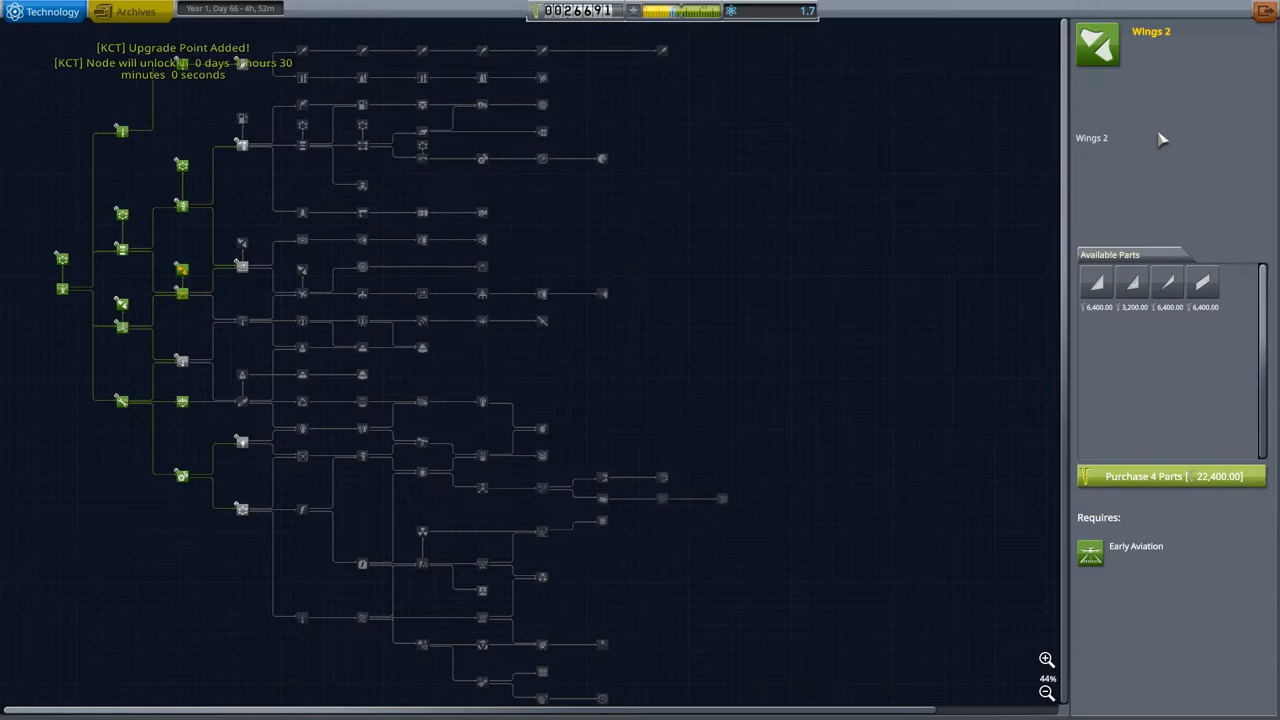 Technology
Archives
Year 1, Day 66 - 4h, 52m
0026691
1.7
Wings 2
[KCT] Upgrade Point Added!
[KCT] Node will unlock in 0 days hours 30
minutes 0 seconds
Wings 2
Available Parts
6,400.00 3,200.00 6,400.00 6,400.00
Purchase 4 Parts [ 22,400.00]
Requires:
Early Aviation
44%